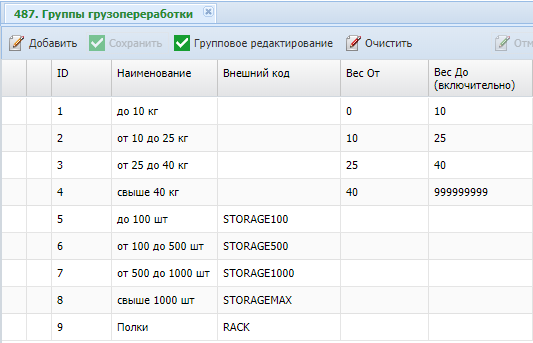 487. Группы грузопереработки
Добавить Сохранить Групповое редактирование Очистить Отм
ID Наименование Внешний код Вес От Вес До (включительно)
1 до 10 кг 0 10
2 от 10 до 25 кг 10 25
3 от 25 до 40 кг 25 40
4 свыше 40 кг 40 999999999
5 до 100 шт STORAGE100
6 от 100 до 500 шт STORAGE500
7 от 500 до 1000 шт STORAGE1000
8 свыше 1000 шт STORAGEMAX
9 Полки RACK